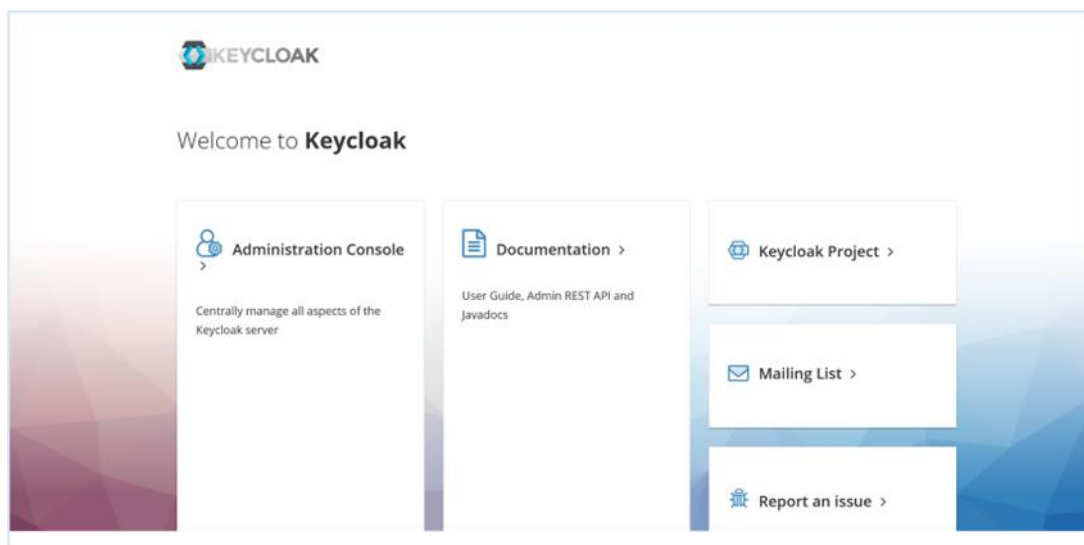 KEYCLOAK
Welcome to Keycloak
Administration Console
>
Centrally manage all aspects of the
Keycloak server
Documentation >
User Guide, Admin REST API and
Javadocs
Keycloak Project >
Mailing List >
Report an issue >